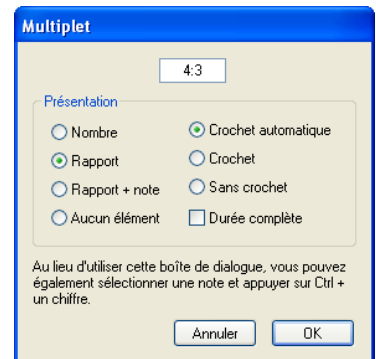 Multiplet
4:3
Présentation
Nombre
Crochet automatique
Rapport
Crochet
Rapport + note
Sans crochet
Aucun élément
Durée complète
Au lieu d'utiliser cette boîte de dialogue, vous pouvez
également sélectionner une note et appuyer sur Ctrl +
un chiffre.
Annuler
OK